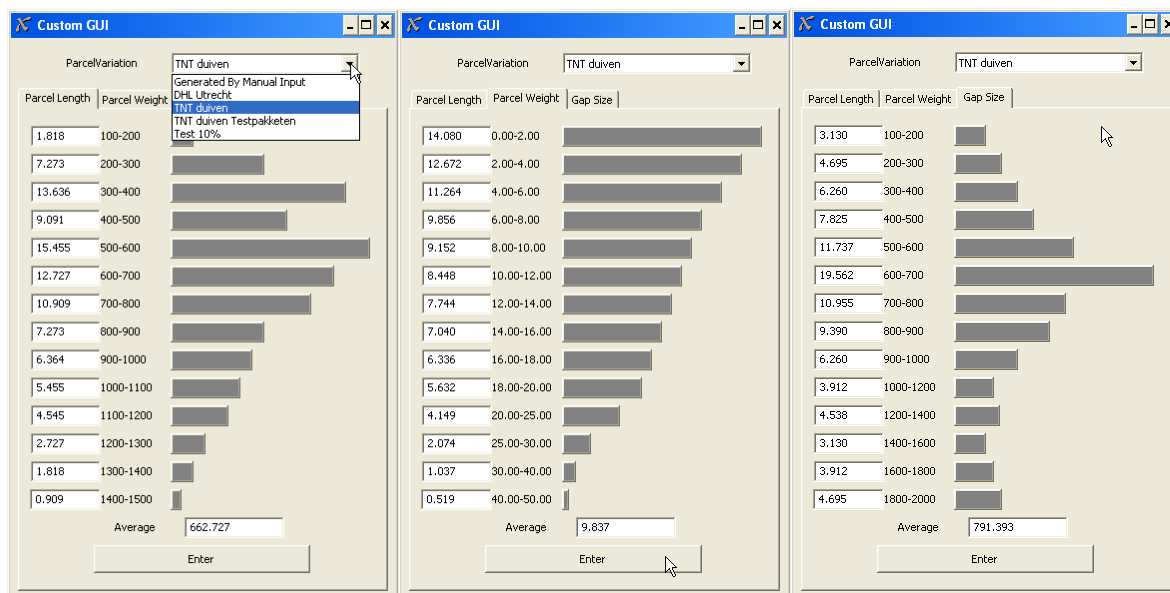 Custom GUI
ParcelVariation TNT duiven
Generated By Manual Input
DHL Utrecht
TNT duiven
TNT duiven Testpakketen
Test 10%
Parcel Length Parcel Weight
1.818 100-200
7.273 200-300
13.636 300-400
9.091 400-500
15.455 500-600
12.727 600-700
10.909 700-800
7.273 800-900
6.364 900-1000
5.455 1000-1100
4.545 1100-1200
2.727 1200-1300
1.818 1300-1400
0.909 1400-1500
Average 662.727
Enter
Custom GUI
ParcelVariation TNT duiven
Parcel Length Parcel Weight Gap Size
14.080 0.00-2.00
12.672 2.00-4.00
11.264 4.00-6.00
9.856 6.00-8.00
9.152 8.00-10.00
8.448 10.00-12.00
7.744 12.00-14.00
7.040 14.00-16.00
6.336 16.00-18.00
5.632 18.00-20.00
4.149 20.00-25.00
2.074 25.00-30.00
1.037 30.00-40.00
0.519 40.00-50.00
Average 9.837
Enter
Custom GUI
ParcelVariation TNT duiven
Parcel Length Parcel Weight Gap Size
3.130 100-200
4.695 200-300
6.260 300-400
7.825 400-500
11.737 500-600
19.562 600-700
10.955 700-800
9.390 800-900
6.260 900-1000
3.912 1000-1200
4.538 1200-1400
3.130 1400-1600
3.912 1600-1800
4.695 1800-2000
Average 791.393
Enter